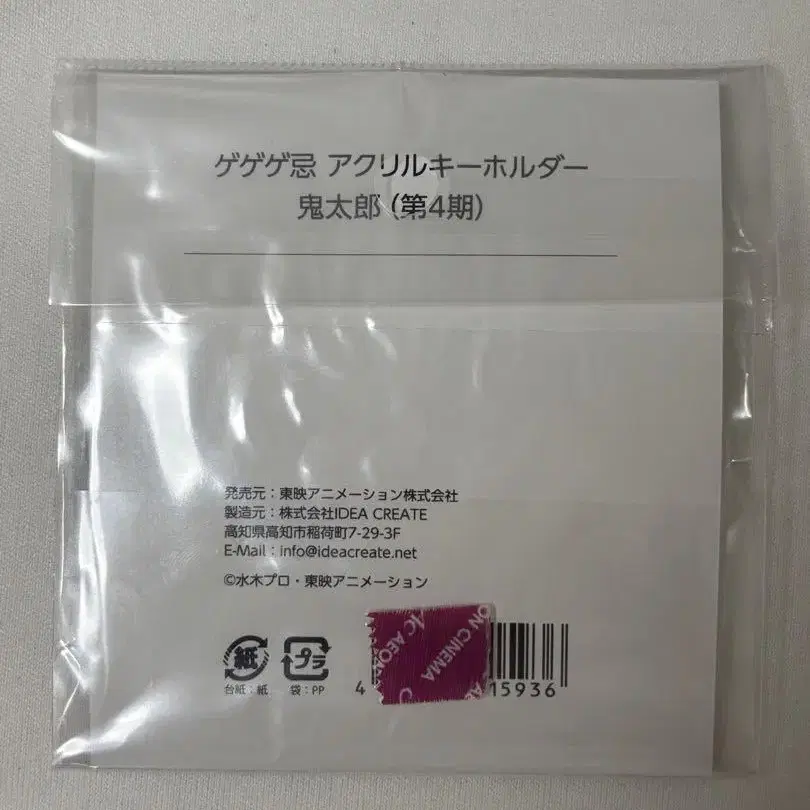 ゲゲゲ忌 アクリルキーホルダー
鬼太郎（第4期）
発売元：東映アニメーション株式会社
製造元：株式会社IDEA CREATE
高知県高知市稲荷町7-29-3F
E-Mail：info@ideacreate.net
©水木プロ・東映アニメーション
紙 プラ
台紙：紙 袋：PP
4 15936
AEON CINEMA